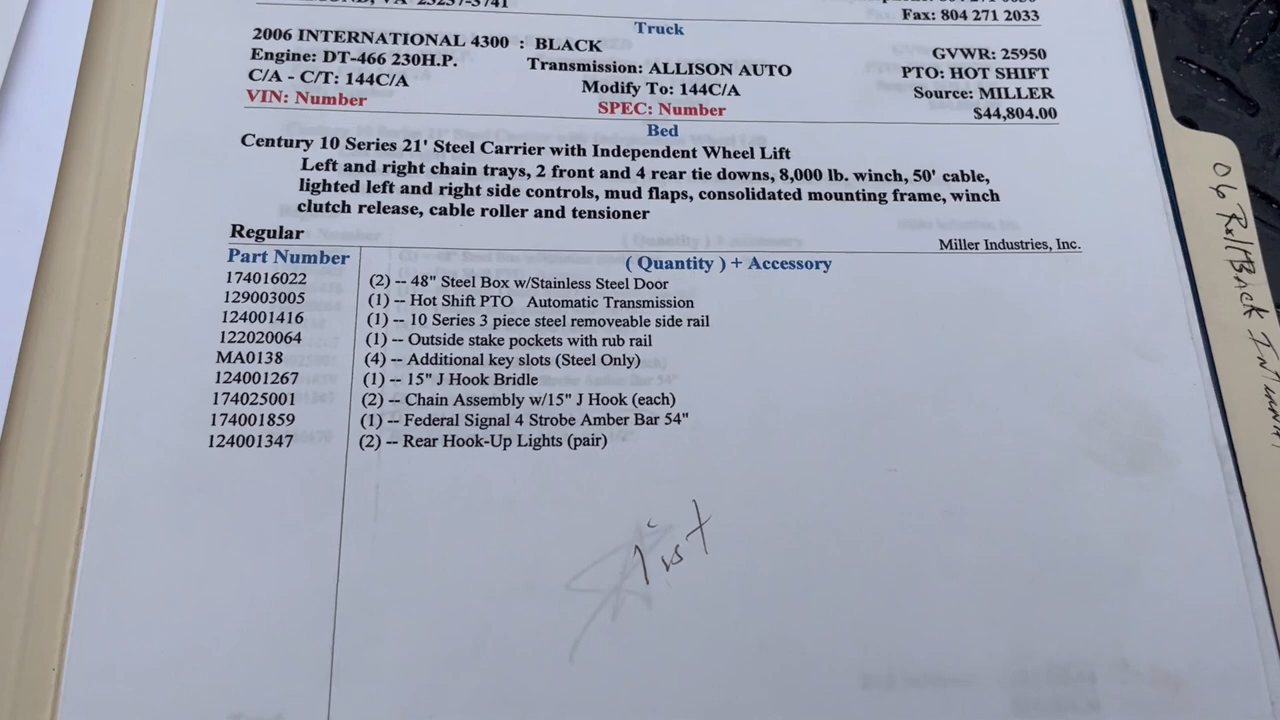 VA 23237-3741
Fax: 804 271 2033
Truck
2006 INTERNATIONAL 4300 : BLACK
GVWR: 25950
Engine: DT-466 230H.P.
Transmission: ALLISON AUTO
PTO: HOT SHIFT
C/A - C/T: 144C/A
Modify To: 144C/A
Source: MILLER
VIN: Number
SPEC: Number
$44,804.00
Bed
Century 10 Series 21' Steel Carrier with Independent Wheel Lift
Left and right chain trays, 2 front and 4 rear tie downs, 8,000 lb. winch, 50' cable,
lighted left and right side controls, mud flaps, consolidated mounting frame, winch
clutch release, cable roller and tensioner
Regular
Miller Industries, Inc.
Part Number
( Quantity ) + Accessory
174016022 (2) -- 48" Steel Box w/Stainless Steel Door
129003005 (1) -- Hot Shift PTO Automatic Transmission
124001416 (1) -- 10 Series 3 piece steel removeable side rail
122020064 (1) -- Outside stake pockets with rub rail
MA0138 (4) -- Additional key slots (Steel Only)
124001267 (1) -- 15" J Hook Bridle
174025001 (2) -- Chain Assembly w/15" J Hook (each)
174001859 (1) -- Federal Signal 4 Strobe Amber Bar 54"
124001347 (2) -- Rear Hook-Up Lights (pair)
06 Rollback